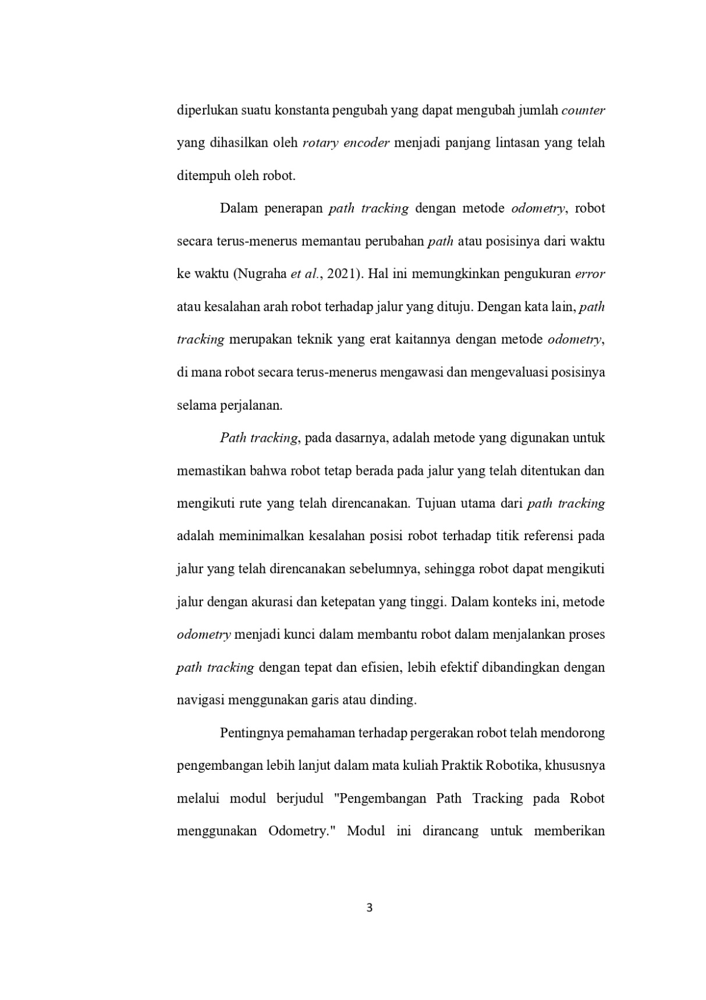 diperlukan suatu konstanta pengubah yang dapat mengubah jumlah counter
yang dihasilkan oleh rotary encoder menjadi panjang lintasan yang telah
ditempuh oleh robot.
Dalam penerapan path tracking dengan metode odometry, robot
secara terus-menerus memantau perubahan path atau posisinya dari waktu
ke waktu (Nugraha et al., 2021). Hal ini memungkinkan pengukuran error
atau kesalahan arah robot terhadap jalur yang dituju. Dengan kata lain, path
tracking merupakan teknik yang erat kaitannya dengan metode odometry,
di mana robot secara terus-menerus mengawasi dan mengevaluasi posisinya
selama perjalanan.
Path tracking, pada dasarnya, adalah metode yang digunakan untuk
memastikan bahwa robot tetap berada pada jalur yang telah ditentukan dan
mengikuti rute yang telah direncanakan. Tujuan utama dari path tracking
adalah meminimalkan kesalahan posisi robot terhadap titik referensi pada
jalur yang telah direncanakan sebelumnya, sehingga robot dapat mengikuti
jalur dengan akurasi dan ketepatan yang tinggi. Dalam konteks ini, metode
odometry menjadi kunci dalam membantu robot dalam menjalankan proses
path tracking dengan tepat dan efisien, lebih efektif dibandingkan dengan
navigasi menggunakan garis atau dinding.
Pentingnya pemahaman terhadap pergerakan robot telah mendorong
pengembangan lebih lanjut dalam mata kuliah Praktik Robotika, khususnya
melalui modul berjudul "Pengembangan Path Tracking pada Robot
menggunakan Odometry." Modul ini dirancang untuk memberikan
3